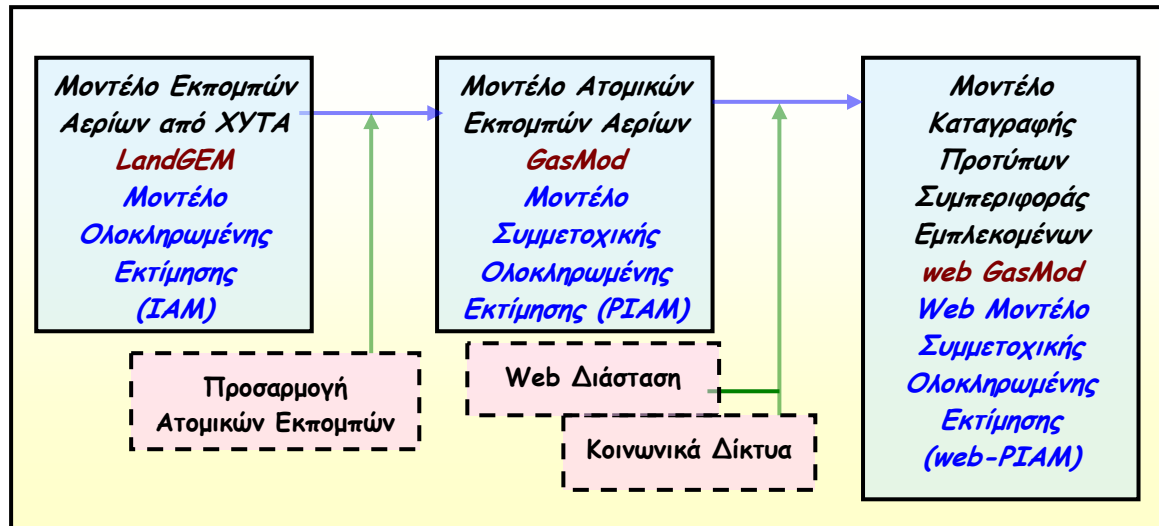 Μοντέλο Εκπομπών
Αερίων από ΧΥΤΑ
LandGEM
Μοντέλο
Ολοκληρωμένης
Εκτίμησης
(IAM)
Μοντέλο Ατομικών
Εκπομπών Αερίων
GasMod
Μοντέλο
Συμμετοχικής
Ολοκληρωμένης
Εκτίμησης (PIAM)
Μοντέλο
Καταγραφής
Προτύπων
Συμπεριφοράς
Εμπλεκομένων
web GasMod
Web Μοντέλο
Συμμετοχικής
Ολοκληρωμένης
Εκτίμησης
(web-PIAM)
Προσαρμογή
Ατομικών Εκπομπών
Web Διάσταση
Κοινωνικά Δίκτυα